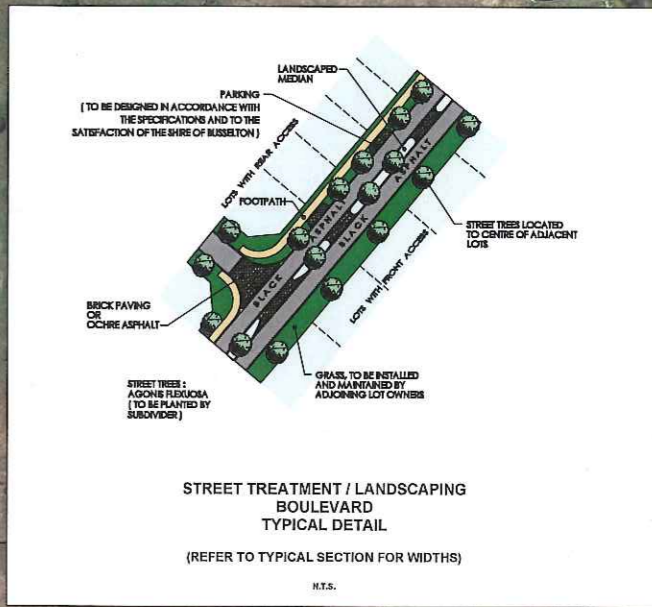 LANDSCAPED
MEDIAN
PARKING
( TO BE DESIGNED IN ACCORDANCE WITH
THE SPECIFICATIONS AND TO THE
SATISFACTION OF THE SHIRE OF BUSSELTON )
LOTS WITH REAR ACCESS
FOOTPATH
ASPHALT
ASPHALT
BLACK
BLACK
STREET TREES LOCATED
TO CENTRE OF ADJACENT
LOTS
LOTS WITH FRONT ACCESS
BRICK PAVING
OR
OCHRE ASPHALT
STREET TREES :
AGONIS FLEXUOSA
( TO BE PLANTED BY
SUBDIVIDER )
GRASS, TO BE INSTALLED
AND MAINTAINED BY
ADJOINING LOT OWNERS
STREET TREATMENT / LANDSCAPING
BOULEVARD
TYPICAL DETAIL
(REFER TO TYPICAL SECTION FOR WIDTHS)
N.T.S.